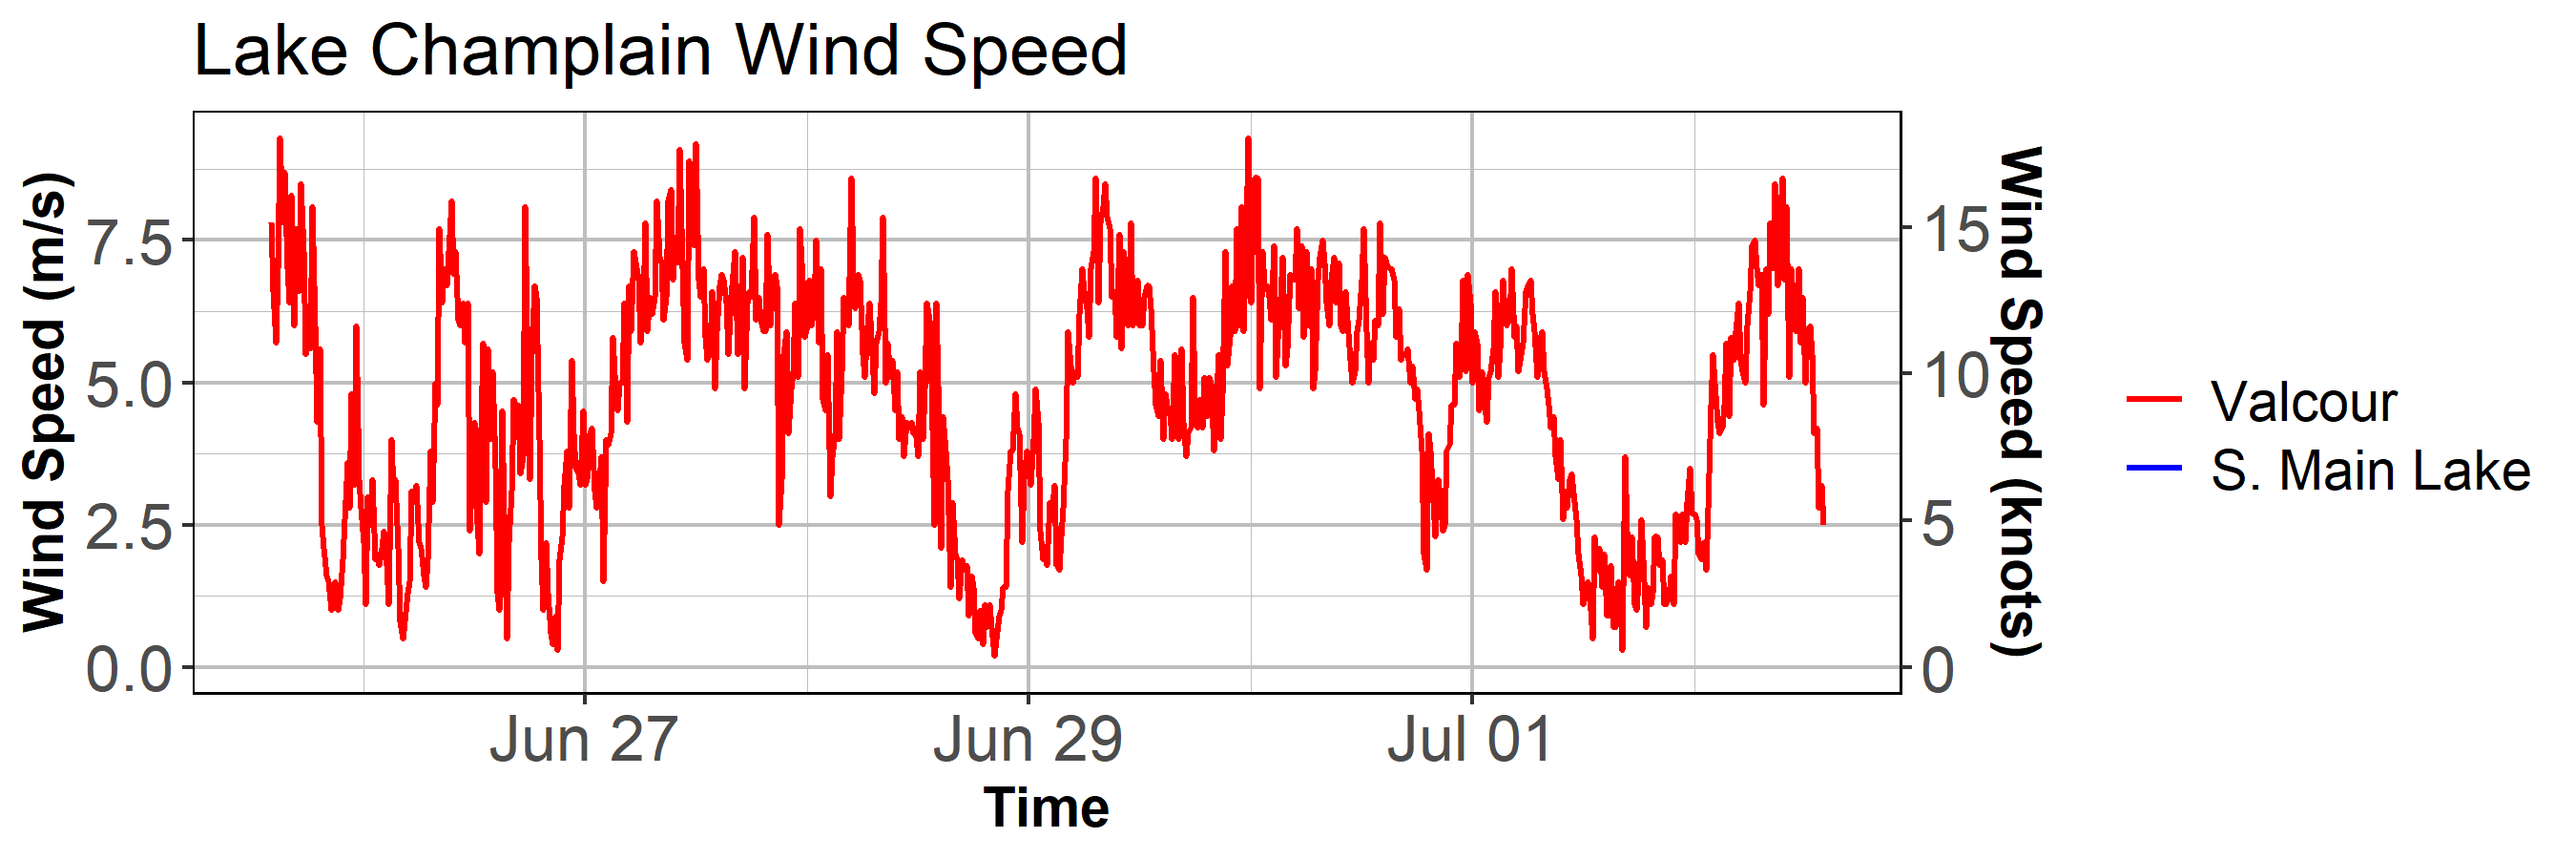 Lake Champlain Wind Speed
Wind Speed (m/s)
7.5
5.0
2.5
0.0
Jun 27
Jun 29
Jul 01
Time
15
10
5
0
Wind Speed (knots)
Valcour
S. Main Lake